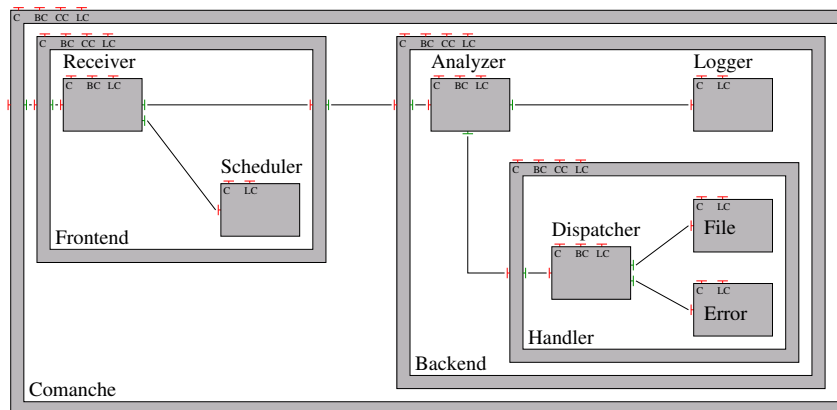 C BC CC LC
C BC CC LC
C BC CC LC
Receiver
Analyzer
Logger
C BC LC
C BC LC
C LC
Scheduler
C BC CC LC
C LC
C LC
Dispatcher
File
Frontend
C BC LC
C LC
Error
Handler
Backend
Comanche